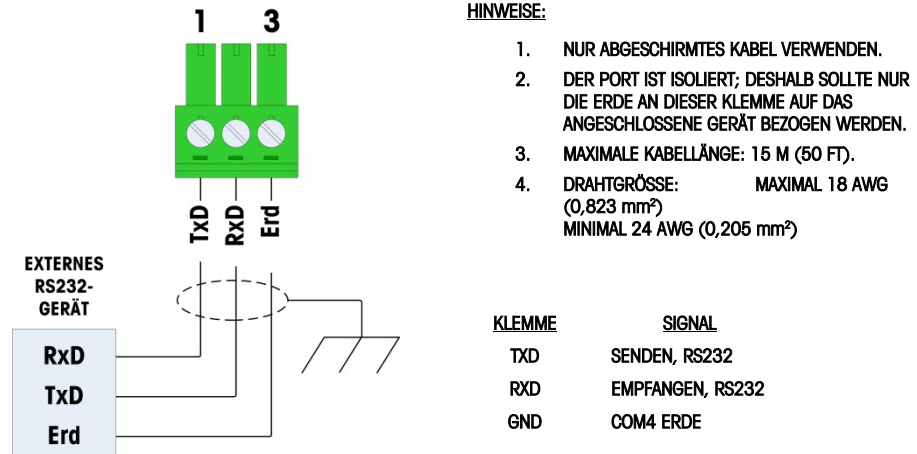 1 3
TxD
RxD
Erd
EXTERNES
RS232-
GERÄT
RxD
TxD
Erd
HINWEISE:
1. NUR ABGESCHIRMTES KABEL VERWENDEN.
2. DER PORT IST ISOLIERT; DESHALB SOLLTE NUR
DIE ERDE AN DIESER KLEMME AUF DAS
ANGESCHLOSSENE GERÄT BEZOGEN WERDEN.
3. MAXIMALE KABELLÄNGE: 15 M (50 FT).
4. DRAHTGRÖSSE: MAXIMAL 18 AWG
(0,823 mm²)
MINIMAL 24 AWG (0,205 mm²)
KLEMME SIGNAL
TXD SENDEN, RS232
RXD EMPFANGEN, RS232
GND COM4 ERDE